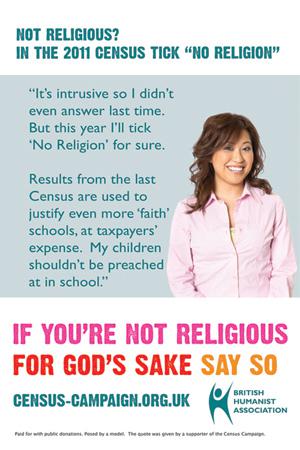 NOT RELIGIOUS?
IN THE 2011 CENSUS TICK “NO RELIGION”
“It’s intrusive so I didn’t
even answer last time.
But this year I’ll tick
‘No Religion’ for sure.
Results from the last
Census are used to
justify even more ‘faith’
schools, at taxpayers’
expense.  My children
shouldn’t be preached
at in school.”
IF YOU’RE NOT RELIGIOUS
FOR GOD’S SAKE SAY SO
CENSUS-CAMPAIGN.ORG.UK
BRITISH
HUMANIST
ASSOCIATION
Paid for with public donations. Posed by a model.  The quote was given by a supporter of the Census Campaign.